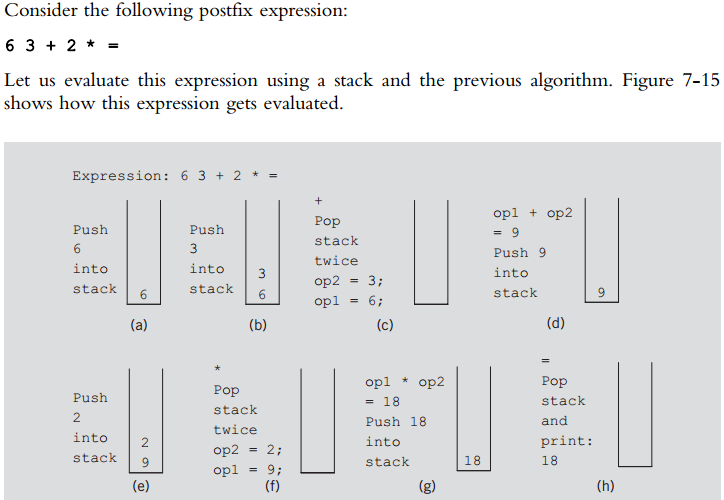 Consider the following postfix expression:
6 3 + 2 * =
Let us evaluate this expression using a stack and the previous algorithm. Figure 7-15
shows how this expression gets evaluated.
Expression: 6 3 + 2 * =
Push
6
into
stack
6
(a)
Push
3
into
stack
3
6
(b)
+
Pop
stack
twice
op2 = 3;
op1 = 6;
(c)
op1 + op2
= 9
Push 9
into
stack
9
(d)
Push
2
into
stack
2
9
(e)
*
Pop
stack
twice
op2 = 2;
op1 = 9;
(f)
op1 * op2
= 18
Push 18
into
stack
18
(g)
=
Pop
stack
and
print:
18
(h)